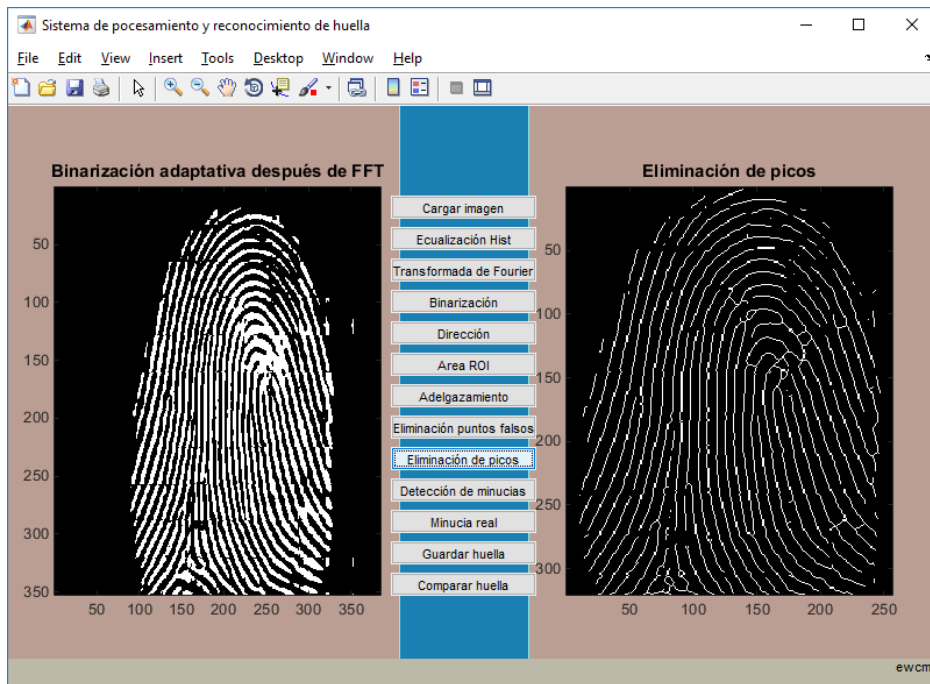 Sistema de pocesamiento y reconocimiento de huella
File Edit View Insert Tools Desktop Window Help
Binarización adaptativa después de FFT
Eliminación de picos
Cargar imagen
Ecualización Hist
Transformada de Fourier
Binarización
Dirección
Area ROI
Adelgazamiento
Eliminación puntos falsos
Eliminación de picos
Detección de minucias
Minucia real
Guardar huella
Comparar huella
50
100
150
200
250
300
350
50 100 150 200 250 300 350
50
100
150
200
250
300
50 100 150 200 250
ewcm